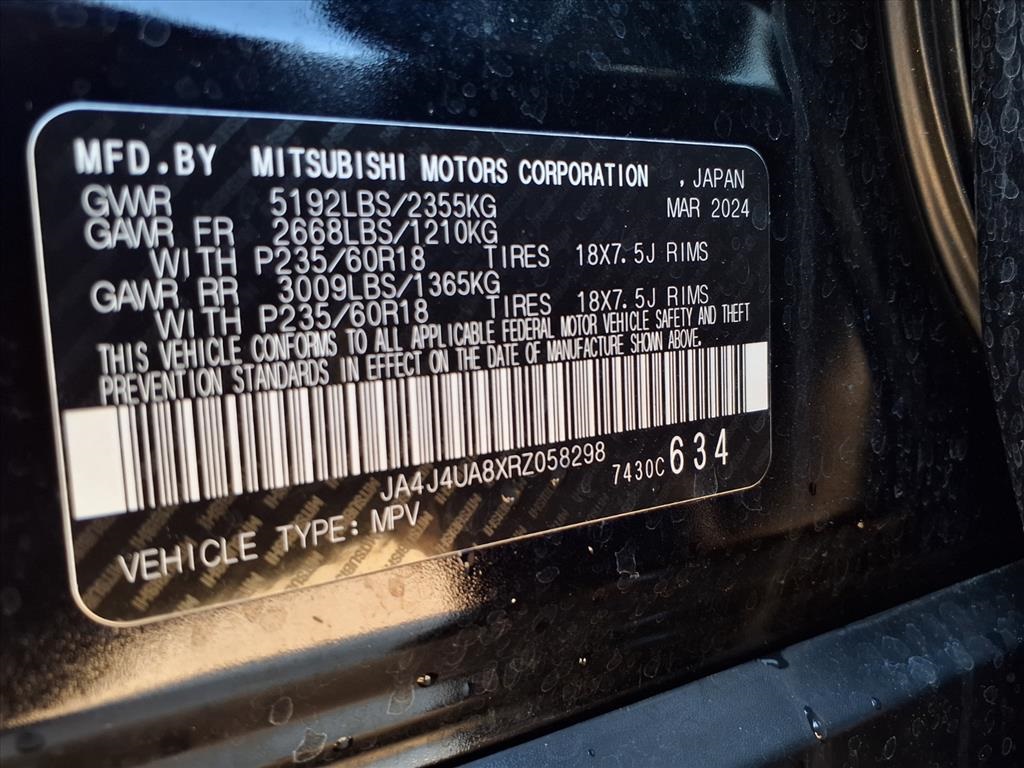 MFD.BY MITSUBISHI MOTORS CORPORATION , JAPAN
GVWR 5192LBS/2355KG MAR 2024
GAWR FR 2668LBS/1210KG
WITH P235/60R18 TIRES 18X7.5J RIMS
GAWR RR 3009LBS/1365KG
WITH P235/60R18 TIRES 18X7.5J RIMS
THIS VEHICLE CONFORMS TO ALL APPLICABLE FEDERAL MOTOR VEHICLE SAFETY AND THEFT
PREVENTION STANDARDS IN EFFECT ON THE DATE OF MANUFACTURE SHOWN ABOVE.
JA4J4UA8XRZ058298 7430C634
VEHICLE TYPE: MPV